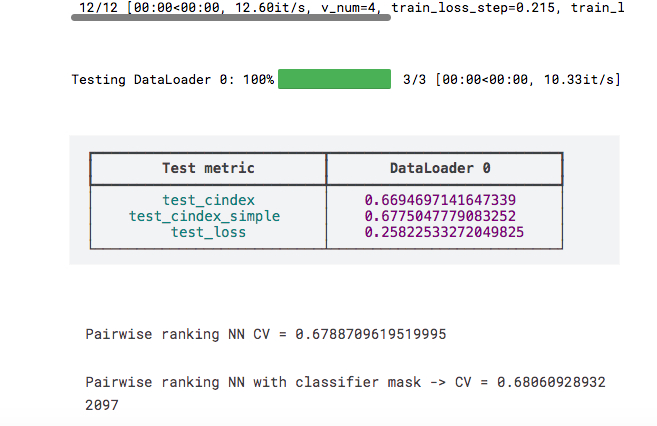 12/12 [00:00<00:00, 12.60it/s, v_num=4, train_loss_step=0.215, train_l
Testing DataLoader 0: 100% 3/3 [00:00<00:00, 10.33it/s]
Test metric DataLoader 0
test_cindex 0.6694697141647339
test_cindex_simple 0.6775047779083252
test_loss 0.25822533272049825
Pairwise ranking NN CV = 0.6788709619519995
Pairwise ranking NN with classifier mask -> CV = 0.68060928932
2097